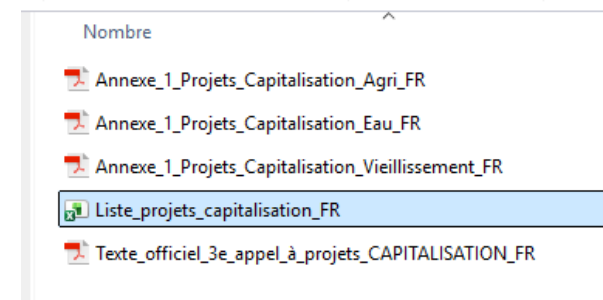 Nombre
Annexe_1_Projets_Capitalisation_Agri_FR
Annexe_1_Projets_Capitalisation_Eau_FR
Annexe_1_Projets_Capitalisation_Vieillissement_FR
Liste_projets_capitalisation_FR
Texte_officiel_3e_appel_à_projets_CAPITALISATION_FR